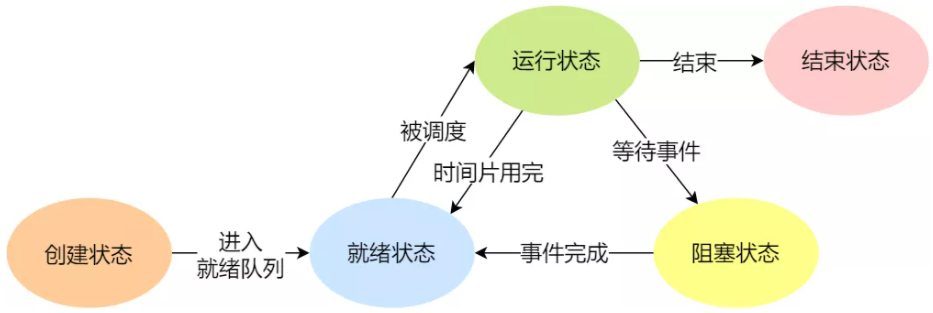 运行状态
结束
结束状态
被调度
时间片用完
等待事件
创建状态
进入
就绪队列
就绪状态
事件完成
阻塞状态